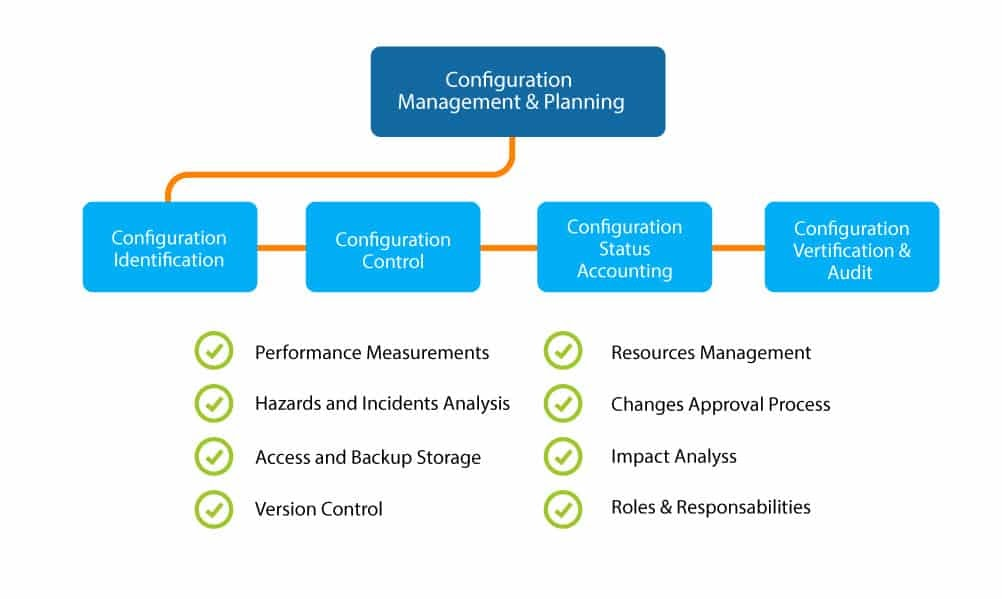 Configuration
Management & Planning
Configuration
Identification
Configuration
Control
Configuration
Status
Accounting
Configuration
Vertification &
Audit
Performance Measurements
Hazards and Incidents Analysis
Access and Backup Storage
Version Control
Resources Management
Changes Approval Process
Impact Analyss
Roles & Responsabilities